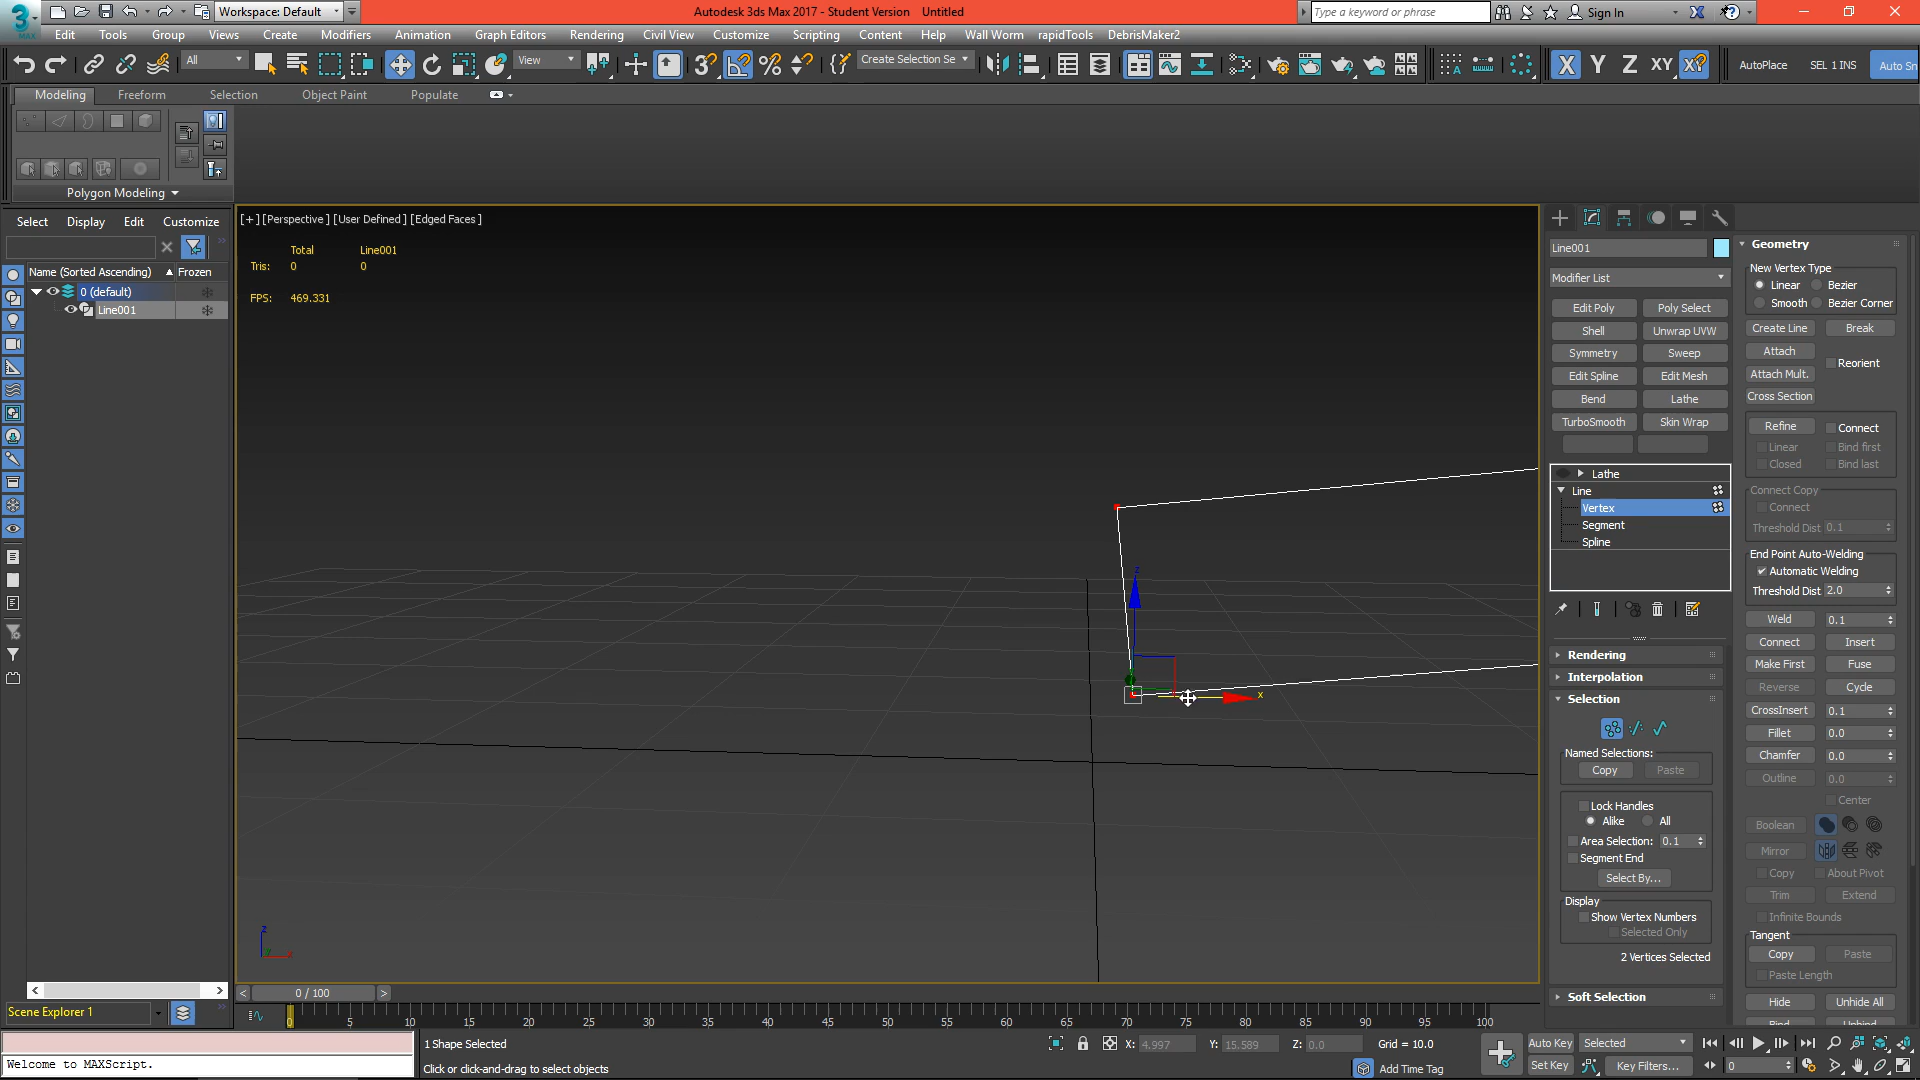 Workspace: Default
Autodesk 3ds Max 2017 - Student Version    Untitled
Type a keyword or phrase
Sign In
3
MAX
Edit Tools Group Views Create Modifiers Animation Graph Editors Rendering Civil View Customize Scripting Content Help Wall Worm rapidTools DebrisMaker2
All
View
Create Selection Se
X Y Z XY
AutoPlace SEL 1 INS Auto Sn
Modeling Freeform Selection Object Paint Populate
Polygon Modeling
Select Display Edit Customize
Name (Sorted Ascending) Frozen
0 (default)
Line001
[+] [Perspective ] [User Defined ] [Edged Faces ]
Total Line001
Tris: 0 0
FPS: 469.331
z
x
z
y
x
Line001
Modifier List
Edit Poly Poly Select
Shell Unwrap UVW
Symmetry Sweep
Edit Spline Edit Mesh
Bend Lathe
TurboSmooth Skin Wrap
Lathe
Line
Vertex
Segment
Spline
Rendering
Interpolation
Selection
Named Selections:
Copy Paste
Lock Handles
Alike All
Area Selection: 0.1
Segment End
Select By...
Display
Show Vertex Numbers
Selected Only
2 Vertices Selected
Soft Selection
Geometry
New Vertex Type
Linear Bezier
Smooth Bezier Corner
Create Line Break
Attach
Reorient
Attach Mult.
Cross Section
Refine Connect
Linear Bind first
Closed Bind last
Connect Copy
Connect
Threshold Dist 0.1
End Point Auto-Welding
Automatic Welding
Threshold Dist 2.0
Weld 0.1
Connect Insert
Make First Fuse
Reverse Cycle
CrossInsert 0.1
Fillet 0.0
Chamfer 0.0
Outline 0.0
Center
Boolean
Mirror
Copy About Pivot
Trim Extend
Infinite Bounds
Tangent
Copy Paste
Paste Length
Hide Unhide All
Bind Unbind
< 0 / 100 >
0 5 10 15 20 25 30 35 40 45 50 55 60 65 70 75 80 85 90 95 100
Scene Explorer 1
Welcome to MAXScript.
1 Shape Selected
Click or click-and-drag to select objects
X: 4.997 Y: 15.589 Z: 0.0 Grid = 10.0
Add Time Tag
Auto Key Selected
Set Key Key Filters...
0